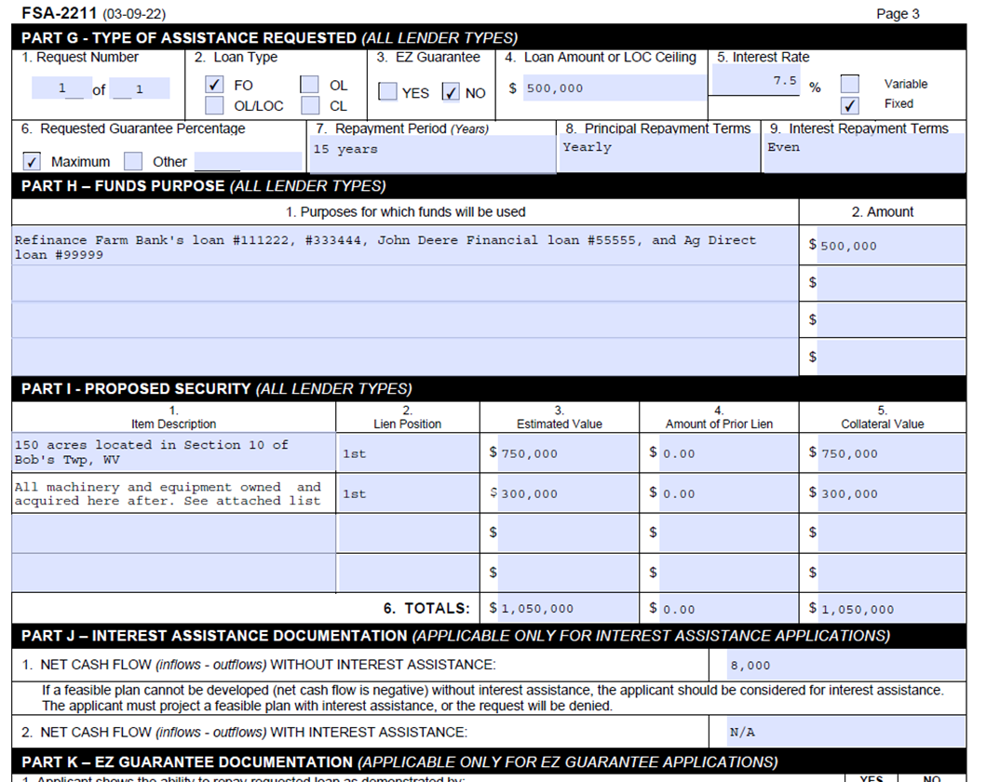 FSA-2211 (03-09-22) Page 3
PART G - TYPE OF ASSISTANCE REQUESTED (ALL LENDER TYPES)
1. Request Number 2. Loan Type 3. EZ Guarantee 4. Loan Amount or LOC Ceiling 5. Interest Rate
1 of 1 ✓ FO OL YES ✓ NO $ 500,000 7.5 % Variable
OL/LOC CL ✓ Fixed
6. Requested Guarantee Percentage 7. Repayment Period (Years) 8. Principal Repayment Terms 9. Interest Repayment Terms
✓ Maximum Other 15 years Yearly Even
PART H – FUNDS PURPOSE (ALL LENDER TYPES)
1. Purposes for which funds will be used 2. Amount
Refinance Farm Bank's loan #111222, #333444, John Deere Financial loan #55555, and Ag Direct
loan #99999 $ 500,000
$
$
$
PART I - PROPOSED SECURITY (ALL LENDER TYPES)
1. 2. 3. 4. 5.
Item Description Lien Position Estimated Value Amount of Prior Lien Collateral Value
150 acres located in Section 10 of
Bob's Twp, WV 1st $ 750,000 $ 0.00 $ 750,000
All machinery and equipment owned and
acquired here after. See attached list 1st $ 300,000 $ 0.00 $ 300,000
$ $ $
$ $ $
6. TOTALS: $ 1,050,000 $ 0.00 $ 1,050,000
PART J – INTEREST ASSISTANCE DOCUMENTATION (APPLICABLE ONLY FOR INTEREST ASSISTANCE APPLICATIONS)
1. NET CASH FLOW (inflows - outflows) WITHOUT INTEREST ASSISTANCE: 8,000
If a feasible plan cannot be developed (net cash flow is negative) without interest assistance, the applicant should be considered for interest assistance.
The applicant must project a feasible plan with interest assistance, or the request will be denied.
2. NET CASH FLOW (inflows - outflows) WITH INTEREST ASSISTANCE: N/A
PART K – EZ GUARANTEE DOCUMENTATION (APPLICABLE ONLY FOR EZ GUARANTEE APPLICATIONS)
1. Applicant shows the ability to repay requested loan as demonstrated by: YES NO